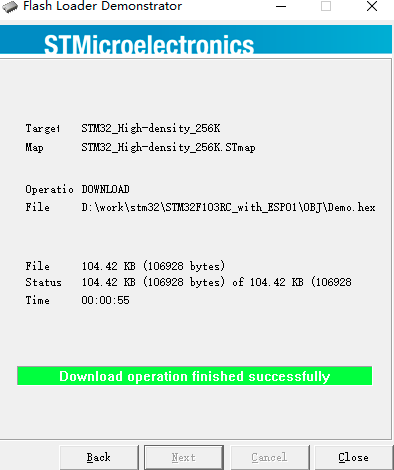 Flash Loader Demonstrator
STMicroelectronics
Target STM32_High-density_256K
Map STM32_High-density_256K.STmap
Operatio DOWNLOAD
File D:\work\stm32\STM32F103RC_with_ESP01\OBJ\Demo.hex
File 104.42 KB (106928 bytes)
Status 104.42 KB (106928 bytes) of 104.42 KB (106928
Time 00:00:55
Download operation finished successfully
Back Next Cancel Close